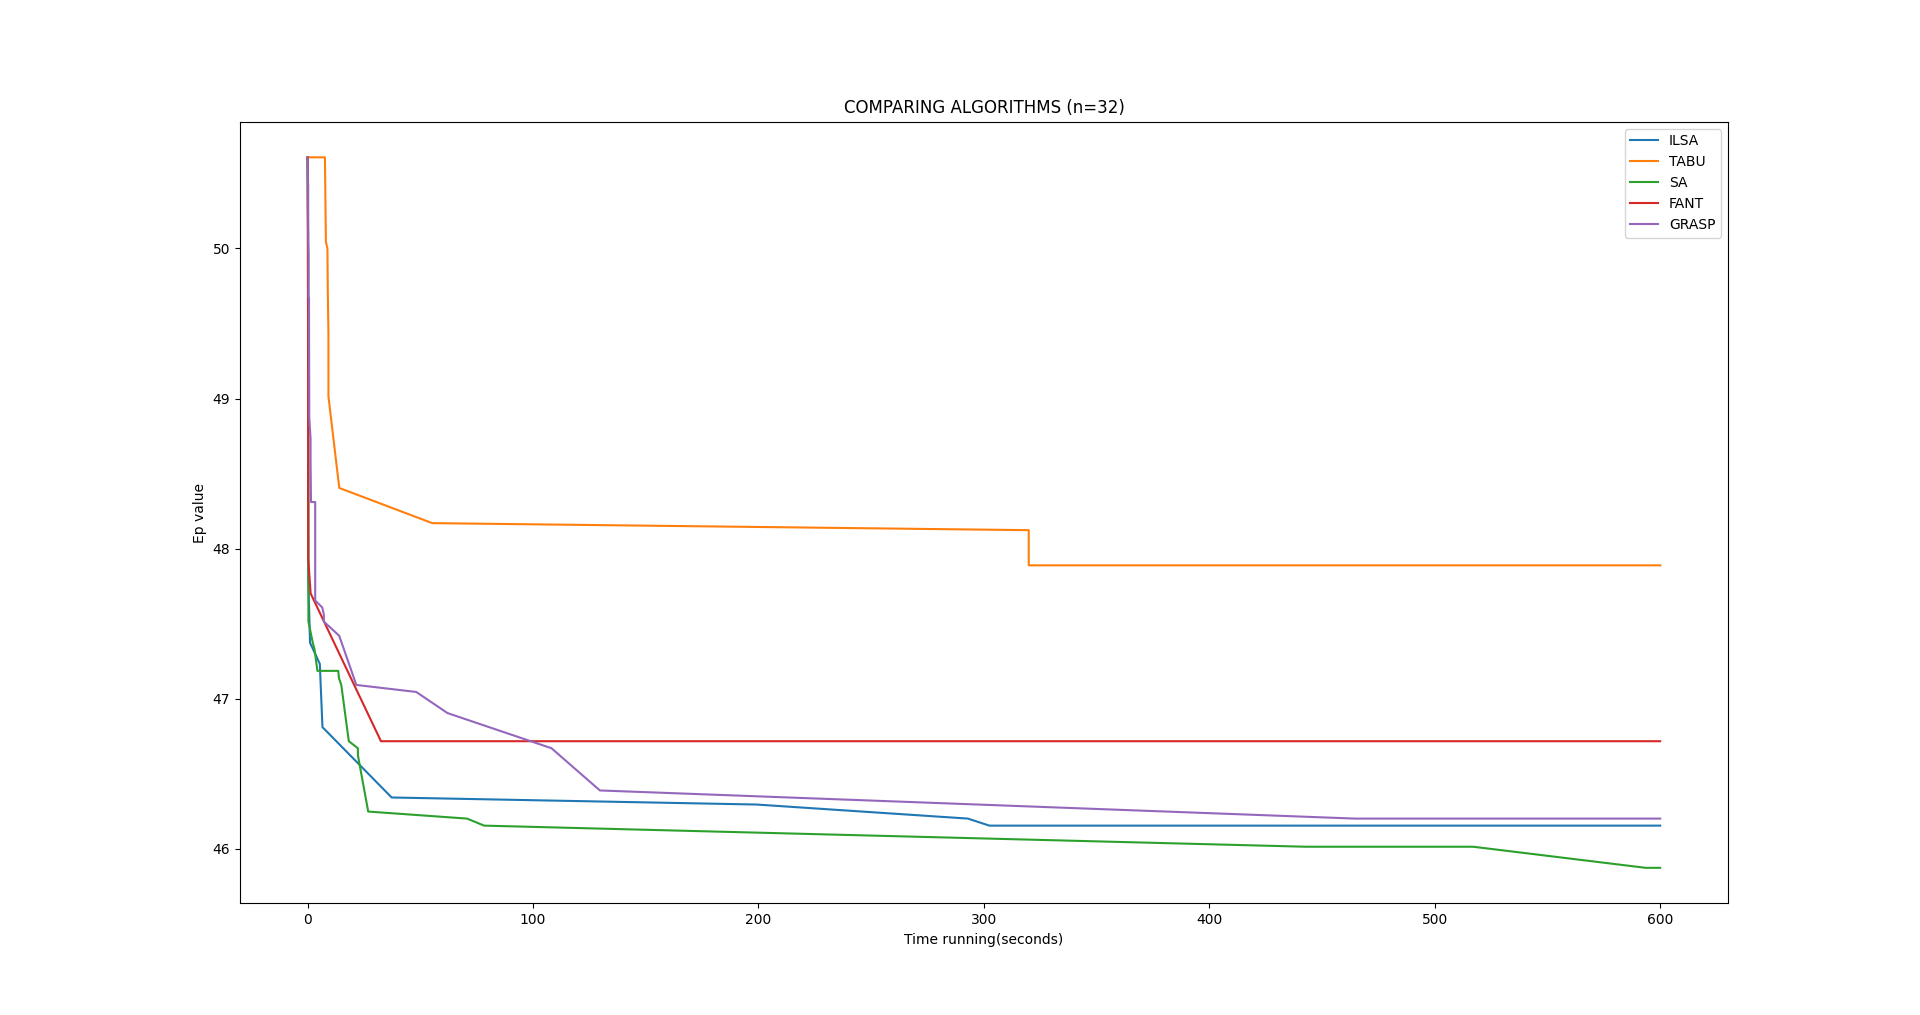 COMPARING ALGORITHMS (n=32)
ILSA
TABU
SA
FANT
GRASP
50
49
48
47
46
Ep value
0 100 200 300 400 500 600
Time running(seconds)